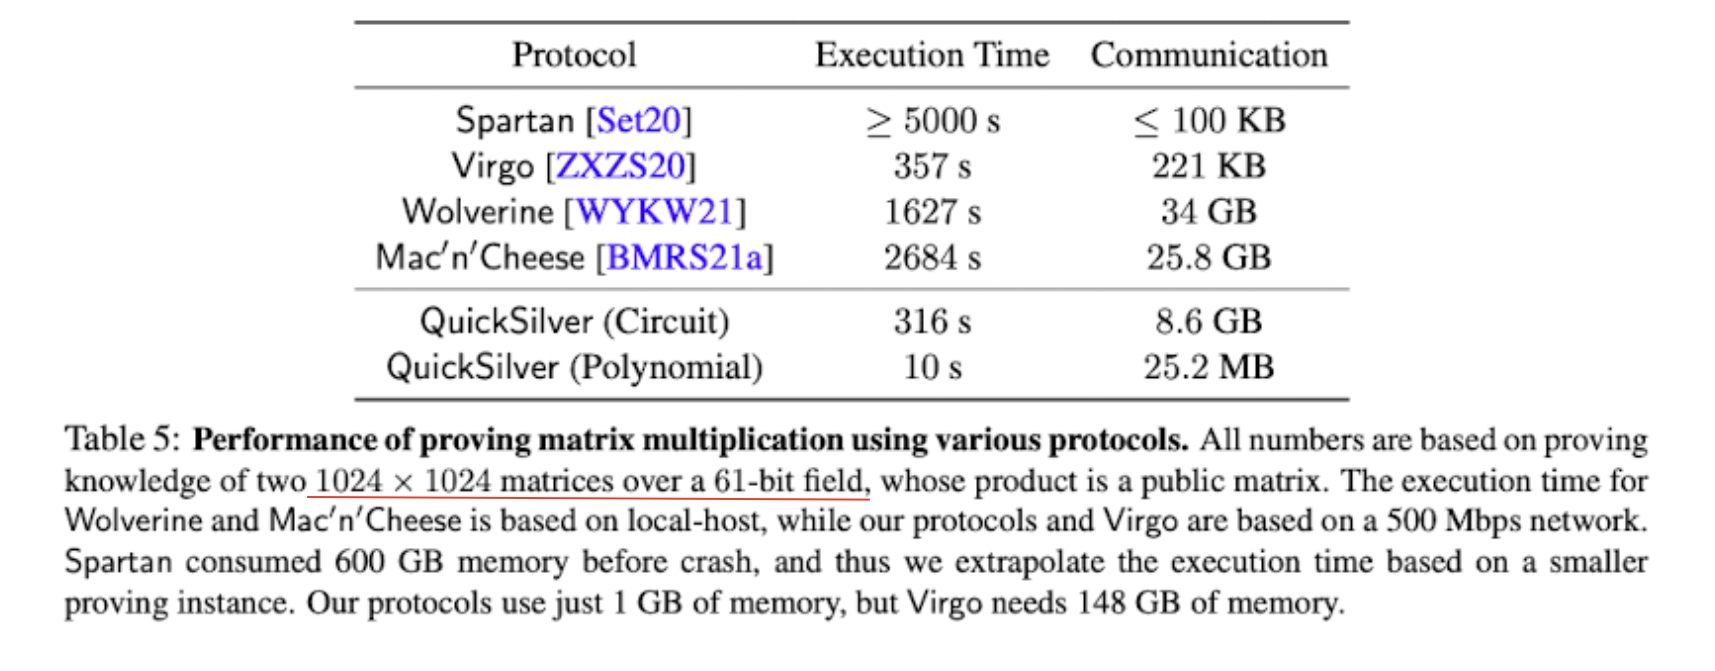 Protocol Execution Time Communication
Spartan [Set20] ≥ 5000 s ≤ 100 KB
Virgo [ZXZS20] 357 s 221 KB
Wolverine [WYKW21] 1627 s 34 GB
Mac′n′Cheese [BMRS21a] 2684 s 25.8 GB
QuickSilver (Circuit) 316 s 8.6 GB
QuickSilver (Polynomial) 10 s 25.2 MB
Table 5: Performance of proving matrix multiplication using various protocols. All numbers are based on proving
knowledge of two 1024 × 1024 matrices over a 61-bit field, whose product is a public matrix. The execution time for
Wolverine and Mac′n′Cheese is based on local-host, while our protocols and Virgo are based on a 500 Mbps network.
Spartan consumed 600 GB memory before crash, and thus we extrapolate the execution time based on a smaller
proving instance. Our protocols use just 1 GB of memory, but Virgo needs 148 GB of memory.